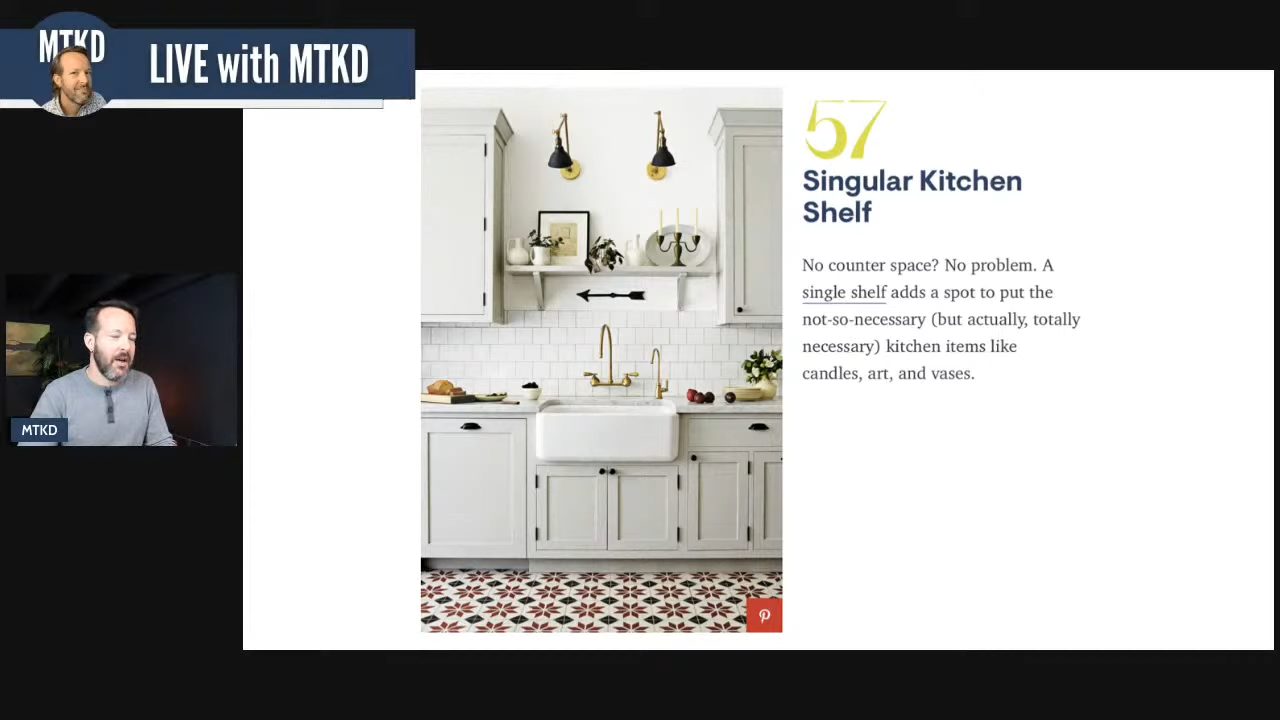 MTKD
LIVE with MTKD
57
Singular Kitchen
Shelf
No counter space? No problem. A
single shelf adds a spot to put the
not-so-necessary (but actually, totally
necessary) kitchen items like
candles, art, and vases.
MTKD